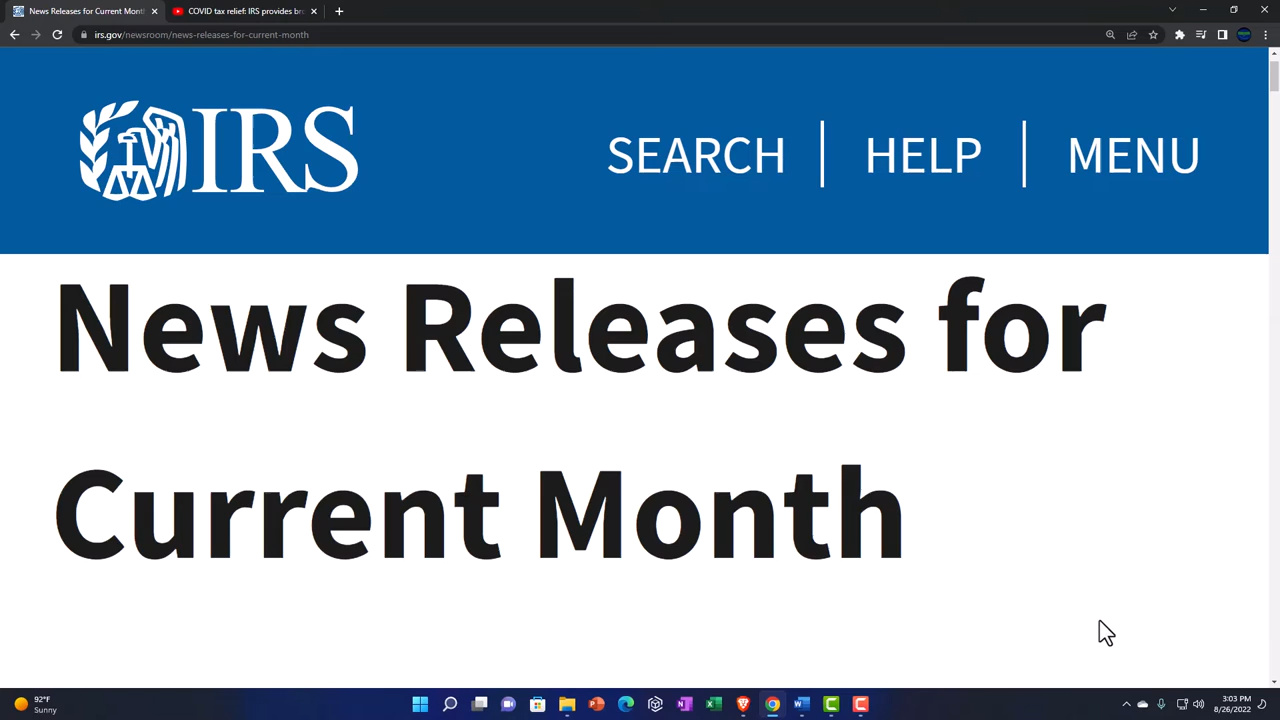 News Releases for Current Month
COVID tax relief: IRS provides br
irs.gov/newsroom/news-releases-for-current-month
IRS
SEARCH
HELP
MENU
News Releases for
Current Month
92°F
Sunny
3:03 PM
8/26/2022